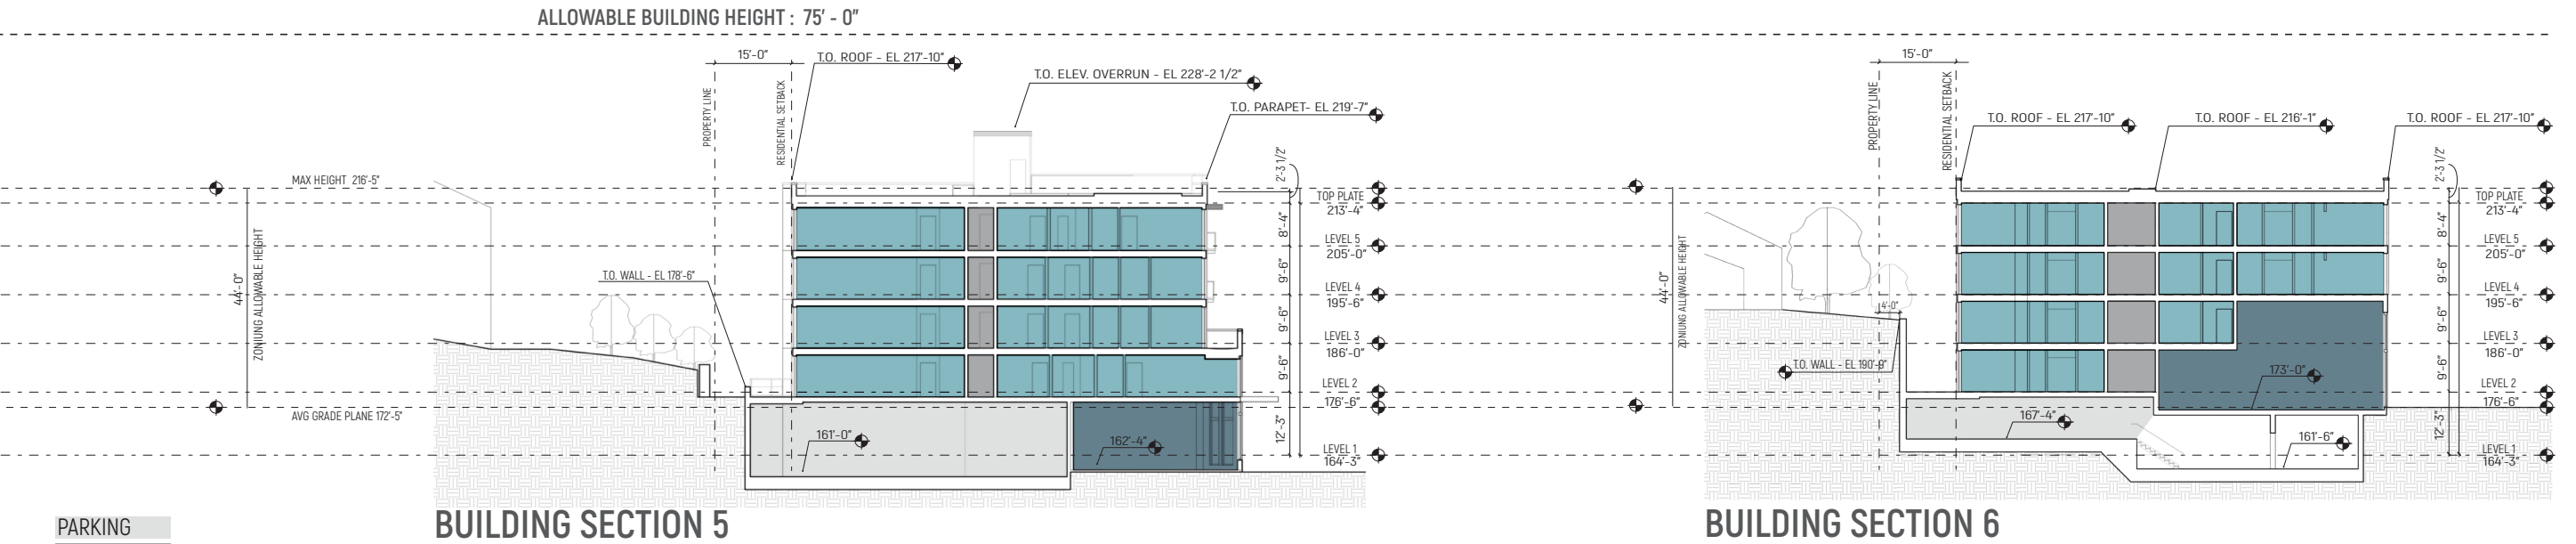 ALLOWABLE BUILDING HEIGHT : 75' - 0"
15'-0"
T.O. ROOF - EL 217'-10"
T.O. ELEV. OVERRUN - EL 228'-2 1/2"
T.O. PARAPET- EL 219'-7"
PROPERTY LINE
RESIDENTIAL SETBACK
MAX HEIGHT 216'-5"
44'-0"
ZONIUNG ALLOWABLE HEIGHT
T.O. WALL - EL 178'-6"
AVG GRADE PLANE 172'-5"
161'-0"
162'-4"
2'-3 1/2"
8'-4"
9'-6"
9'-6"
9'-6"
12'-3"
TOP PLATE
213'-4"
LEVEL 5
205'-0"
LEVEL 4
195'-6"
LEVEL 3
186'-0"
LEVEL 2
176'-6"
LEVEL 1
164'-3"
PARKING
BUILDING SECTION 5
15'-0"
PROPERTY LINE
RESIDENTIAL SETBACK
T.O. ROOF - EL 217'-10"
T.O. ROOF - EL 216'-1"
T.O. ROOF - EL 217'-10"
44'-0"
ZONIUNG ALLOWABLE HEIGHT
4'-0"
T.O. WALL - EL 190'-9"
173'-0"
167'-4"
161'-6"
2'-3 1/2"
8'-4"
9'-6"
9'-6"
9'-6"
12'-3"
TOP PLATE
213'-4"
LEVEL 5
205'-0"
LEVEL 4
195'-6"
LEVEL 3
186'-0"
LEVEL 2
176'-6"
LEVEL 1
164'-3"
BUILDING SECTION 6